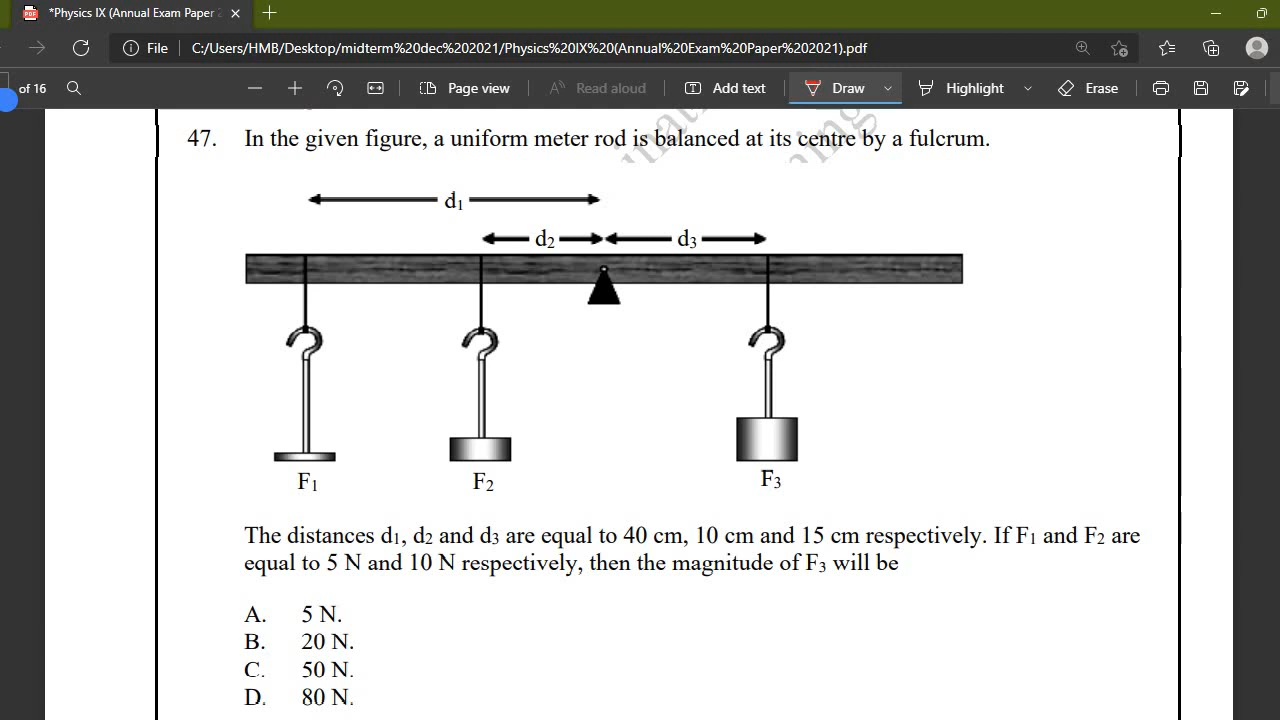 *Physics IX (Annual Exam Paper 2
File C:/Users/HMB/Desktop/midterm%20dec%202021/Physics%20IX%20(Annual%20Exam%20Paper%202021).pdf
of 16 Page view Read aloud Add text Draw Highlight Erase
47. In the given figure, a uniform meter rod is balanced at its centre by a fulcrum.
d₁
d₂ d₃
F₁ F₂ F₃
The distances d₁, d₂ and d₃ are equal to 40 cm, 10 cm and 15 cm respectively. If F₁ and F₂ are
equal to 5 N and 10 N respectively, then the magnitude of F₃ will be
A. 5 N.
B. 20 N.
C. 50 N.
D. 80 N.